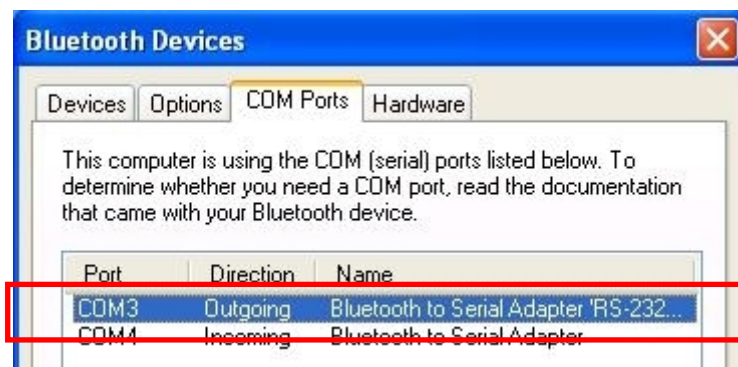 Bluetooth Devices
Devices Options COM Ports Hardware
This computer is using the COM (serial) ports listed below. To
determine whether you need a COM port, read the documentation
that came with your Bluetooth device.
Port Direction Name
COM3 Outgoing Bluetooth to Serial Adapter 'RS-232...
COM4 Incoming Bluetooth to Serial Adapter